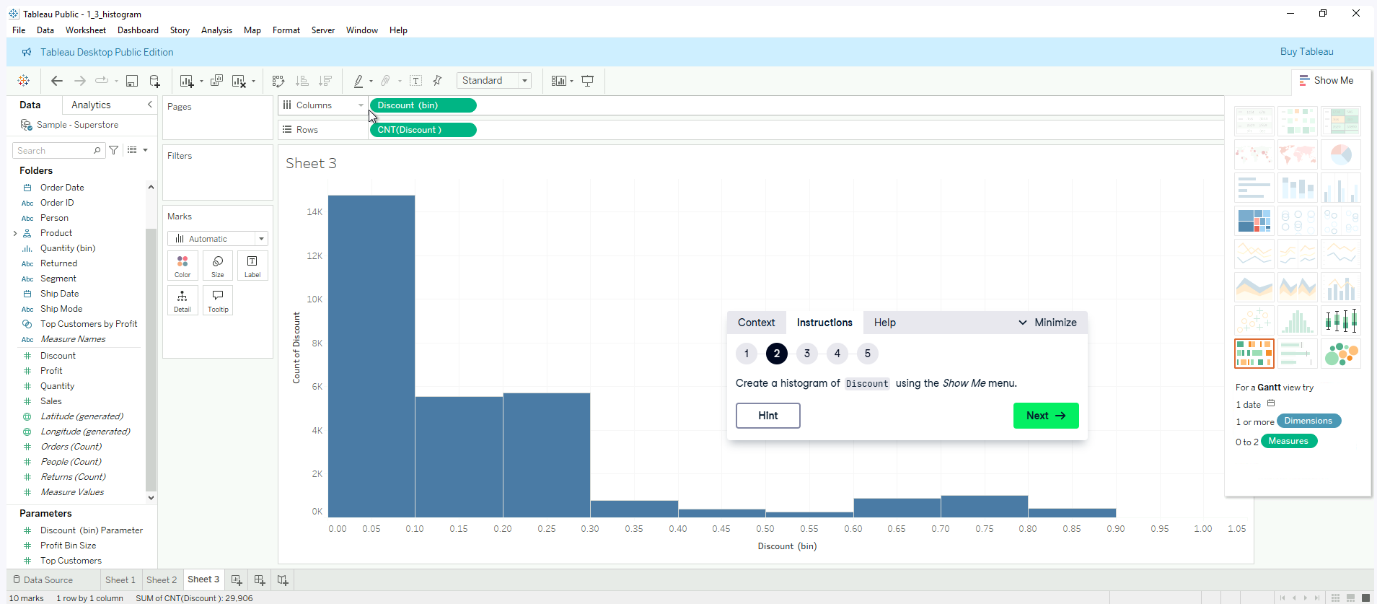 Tableau Public - 1_3_histogram
File Data Worksheet Dashboard Story Analysis Map Format Server Window Help
Tableau Desktop Public Edition
Buy Tableau
Standard
Show Me
Data Analytics
Sample - Superstore
Search
Folders
Order Date
Abc Order ID
Abc Person
Product
Quantity (bin)
Abc Returned
Abc Segment
Ship Date
Abc Ship Mode
Top Customers by Profit
Abc Measure Names
# Discount
# Profit
# Quantity
# Sales
Latitude (generated)
Longitude (generated)
# Orders (Count)
# People (Count)
# Returns (Count)
# Measure Values
Parameters
# Discount (bin) Parameter
# Profit Bin Size
# Top Customers
Pages
Filters
Marks
Automatic
Color Size Label
Detail Tooltip
Columns Discount (bin)
Rows CNT(Discount )
Sheet 3
Count of Discount
14K
12K
10K
8K
6K
4K
2K
0K
0.00 0.05 0.10 0.15 0.20 0.25 0.30 0.35 0.40 0.45 0.50 0.55 0.60 0.65 0.70 0.75 0.80 0.85 0.90 0.95 1.00 1.05
Discount (bin)
Context Instructions Help Minimize
1 2 3 4 5
Create a histogram of Discount using the Show Me menu.
Hint Next →
For a Gantt view try
1 date
1 or more Dimensions
0 to 2 Measures
Data Source Sheet 1 Sheet 2 Sheet 3
10 marks 1 row by 1 column SUM of CNT(Discount ): 29,906